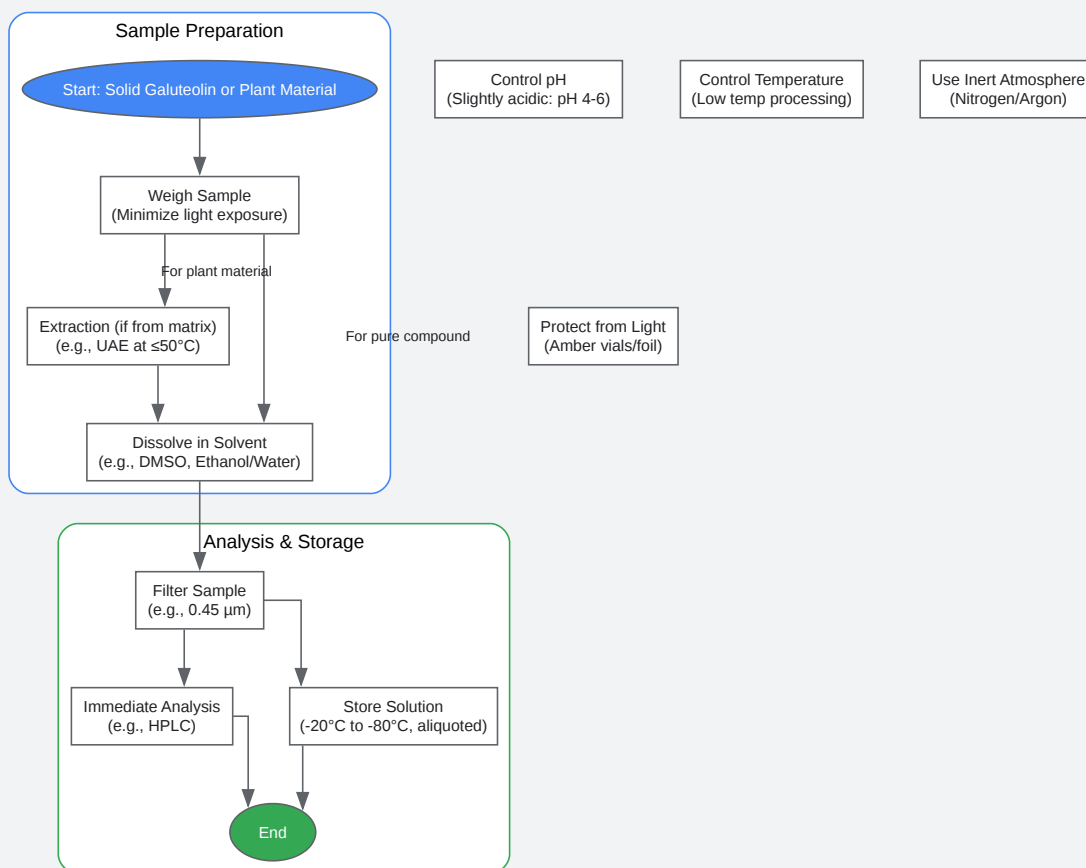 Sample Preparation
Start: Solid Galuteolin or Plant Material
Control pH
(Slightly acidic: pH 4-6)
Control Temperature
(Low temp processing)
Use Inert Atmosphere
(Nitrogen/Argon)
Weigh Sample
(Minimize light exposure)
For plant material
Extraction (if from matrix)
(e.g., UAE at ≤50°C)
For pure compound
Protect from Light
(Amber vials/foil)
Dissolve in Solvent
(e.g., DMSO, Ethanol/Water)
Analysis & Storage
Filter Sample
(e.g., 0.45 µm)
Immediate Analysis
(e.g., HPLC)
Store Solution
(-20°C to -80°C, aliquoted)
End